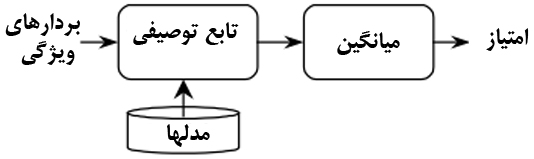 بردارهای
ویژگی
تابع توصیفی
میانگین
امتیاز
مدلها